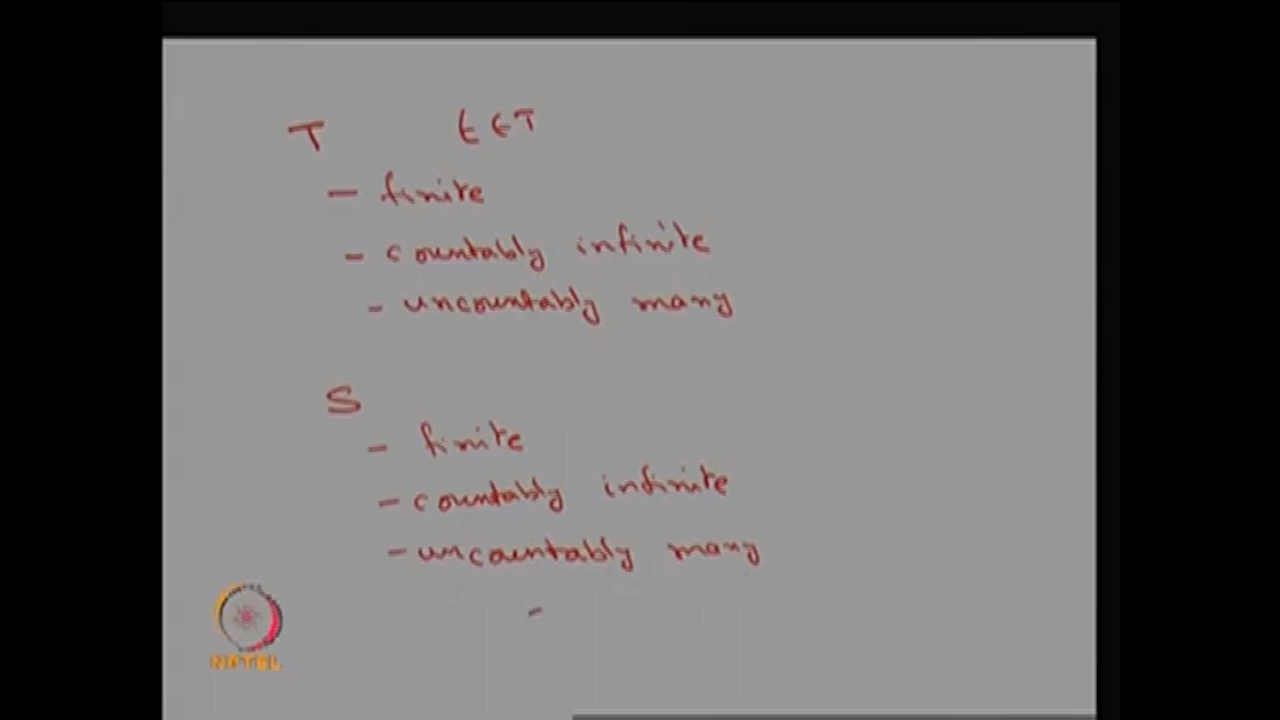 T t ∈ T
- finite
- countably infinite
- uncountably many
S
- finite
- countably infinite
- uncountably many
-
NPTEL